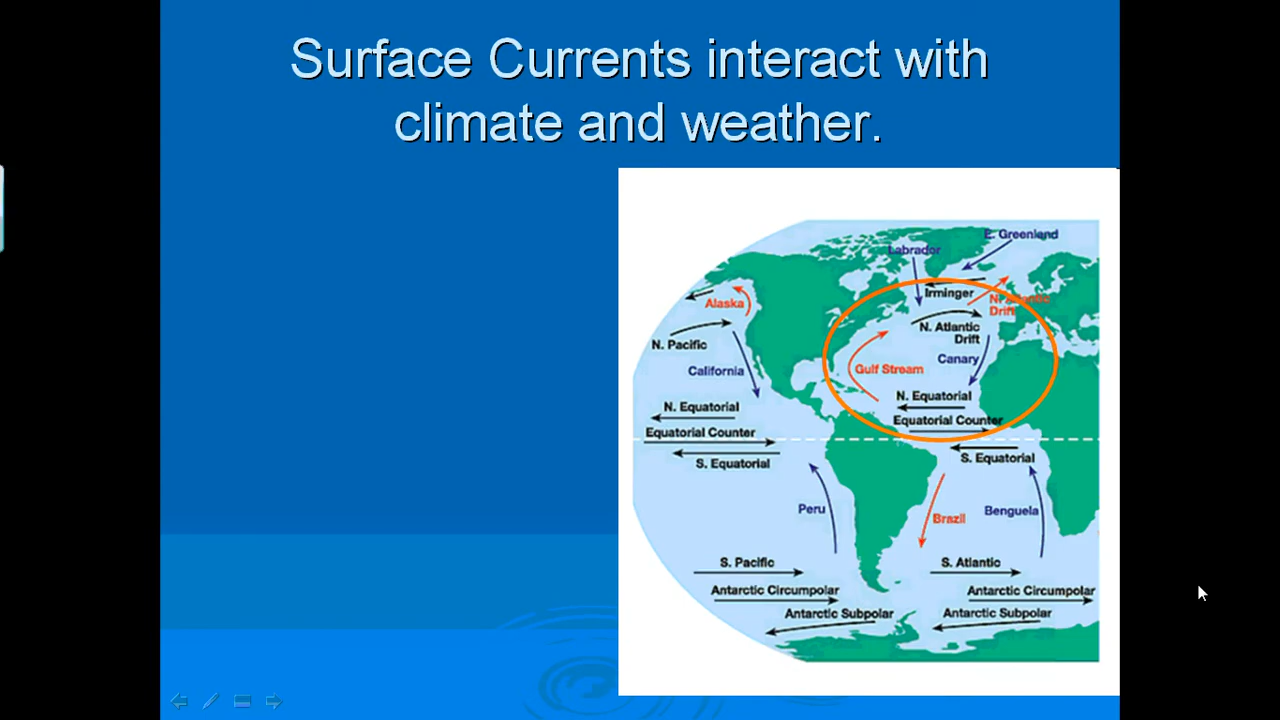 Surface Currents interact with
climate and weather.
E. Greenland
Labrador
Irminger
Alaska
N. Atlantic
Drift
N. Pacific
N. Atlantic
Drift
California
Canary
Gulf Stream
N. Equatorial
N. Equatorial
Equatorial Counter
Equatorial Counter
S. Equatorial
S. Equatorial
Peru
Brazil
Benguela
S. Pacific
S. Atlantic
Antarctic Circumpolar
Antarctic Circumpolar
Antarctic Subpolar
Antarctic Subpolar